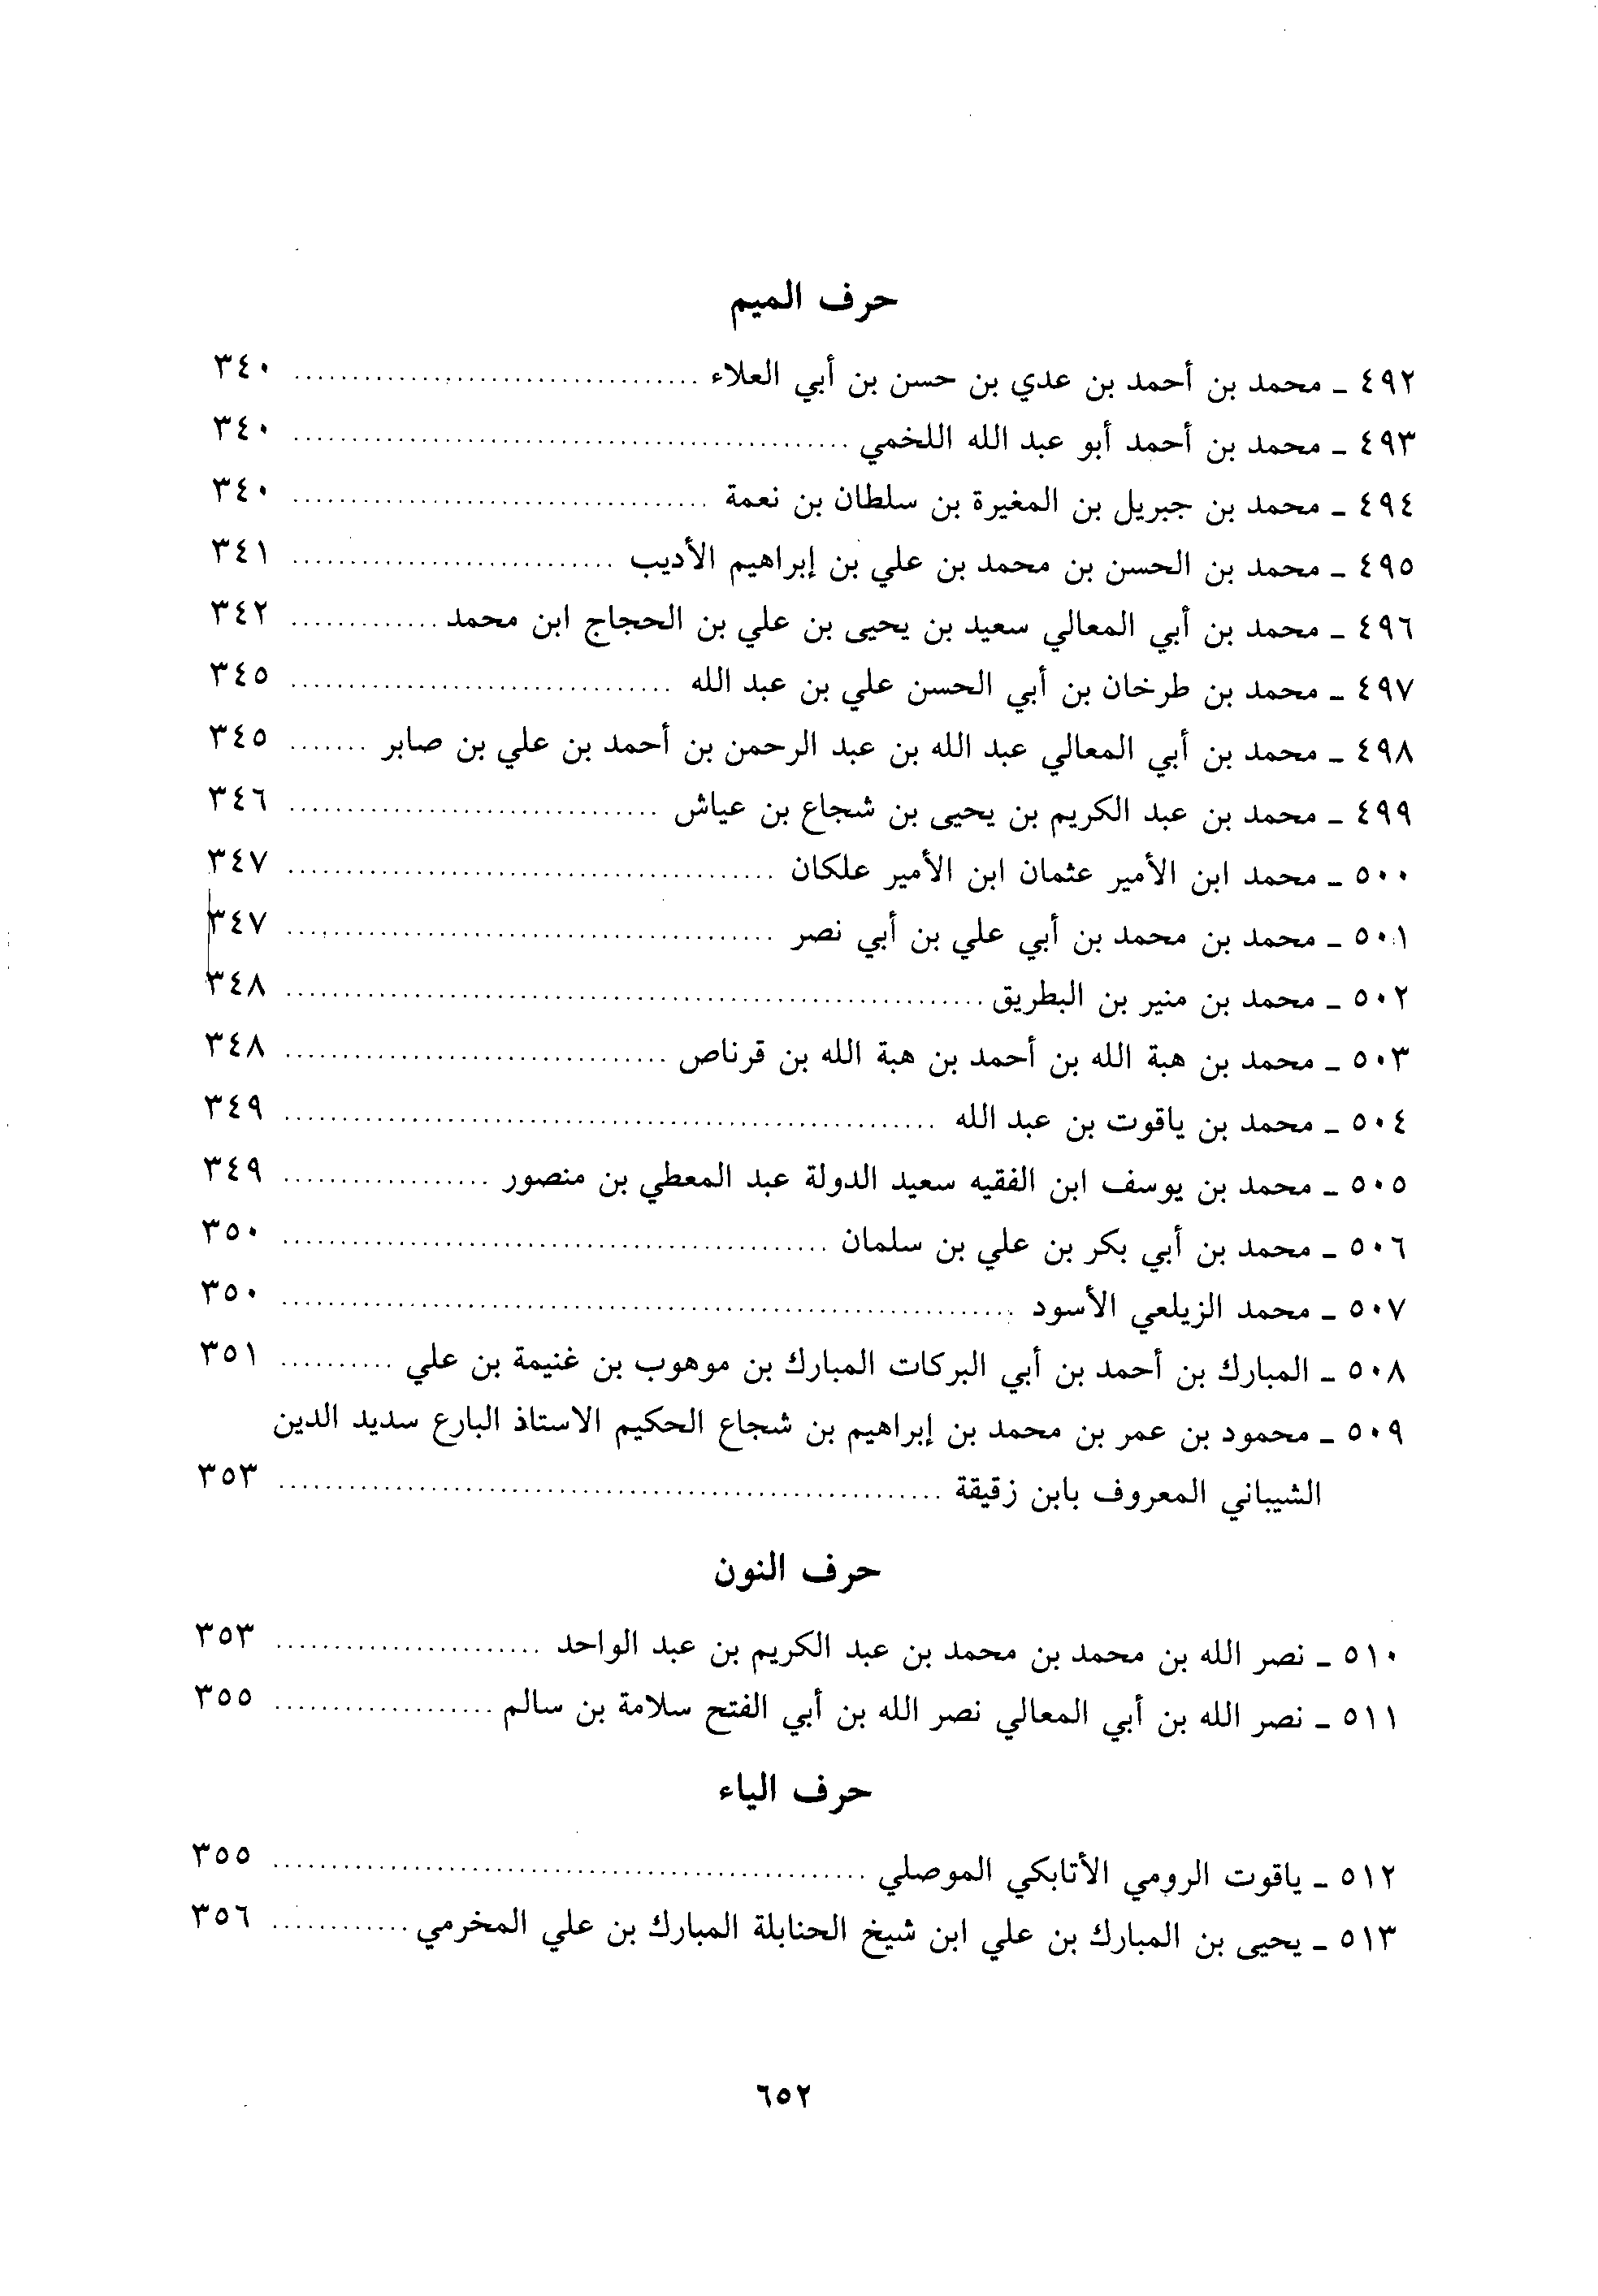 حرف الميم
٤٩٢ ـ محمد بن أحمد بن عدي بن حسن بن أبي العلاء .................................. ٣٤٠
٤٩٣ ـ محمد بن أحمد أبو عبد الله اللخمي ................................................ ٣٤٠
٤٩٤ ـ محمد بن جبريل بن المغيرة بن سلطان بن نعمة .................................... ٣٤٠
٤٩٥ ـ محمد بن الحسن بن محمد بن علي بن إبراهيم الأديب ............................ ٣٤١
٤٩٦ ـ محمد بن أبي المعالي سعيد بن يحيى بن علي بن الحجاج ابن محمد ............. ٣٤٢
٤٩٧ ـ محمد بن طرخان بن أبي الحسن علي بن عبد الله ................................. ٣٤٥
٤٩٨ ـ محمد بن أبي المعالي عبد الله بن عبد الرحمن بن أحمد بن علي بن صابر ....... ٣٤٥
٤٩٩ ـ محمد بن عبد الكريم بن يحيى بن شجاع بن عياش ................................ ٣٤٦
٥٠٠ ـ محمد ابن الأمير عثمان ابن الأمير علكان .......................................... ٣٤٧
٥٠١ ـ محمد بن محمد بن أبي علي بن أبي نصر .......................................... ٣٤٧
٥٠٢ ـ محمد بن منير بن البطريق ............................................................ ٣٤٨
٥٠٣ ـ محمد بن هبة الله بن أحمد بن هبة الله بن قرناص ................................. ٣٤٨
٥٠٤ ـ محمد بن ياقوت بن عبد الله ........................................................ ٣٤٩
٥٠٥ ـ محمد بن يوسف ابن الفقيه سعيد الدولة عبد المعطي بن منصور .................. ٣٤٩
٥٠٦ ـ محمد بن أبي بكر بن علي بن سلمان ............................................... ٣٥٠
٥٠٧ ـ محمد الزيلعي الأسود ............................................................... ٣٥٠
٥٠٨ ـ المبارك بن أحمد بن أبي البركات المبارك بن موهوب بن غنيمة بن علي .......... ٣٥١
٥٠٩ ـ محمود بن عمر بن محمد بن إبراهيم بن شجاع الحكيم الاستاذ البارع سديد الدين
الشيباني المعروف بابن زقيقة ......................................................... ٣٥٣
حرف النون
٥١٠ ـ نصر الله بن محمد بن محمد بن عبد الكريم بن عبد الواحد ....................... ٣٥٣
٥١١ ـ نصر الله بن أبي المعالي نصر الله بن أبي الفتح سلامة بن سالم ................... ٣٥٥
حرف الياء
٥١٢ ـ ياقوت الرومي الأتابكي الموصلي .................................................... ٣٥٥
٥١٣ ـ يحيى بن المبارك بن علي ابن شيخ الحنابلة المبارك بن علي المخرمي ............ ٣٥٦
٦٥٢